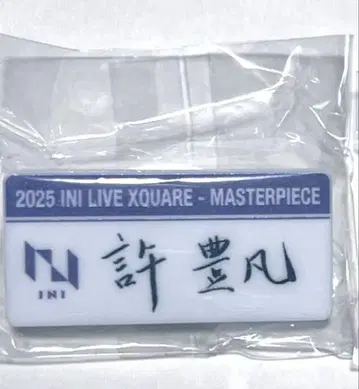 2025 INI LIVE XQUARE - MASTERPIECE
許豊凡
INI